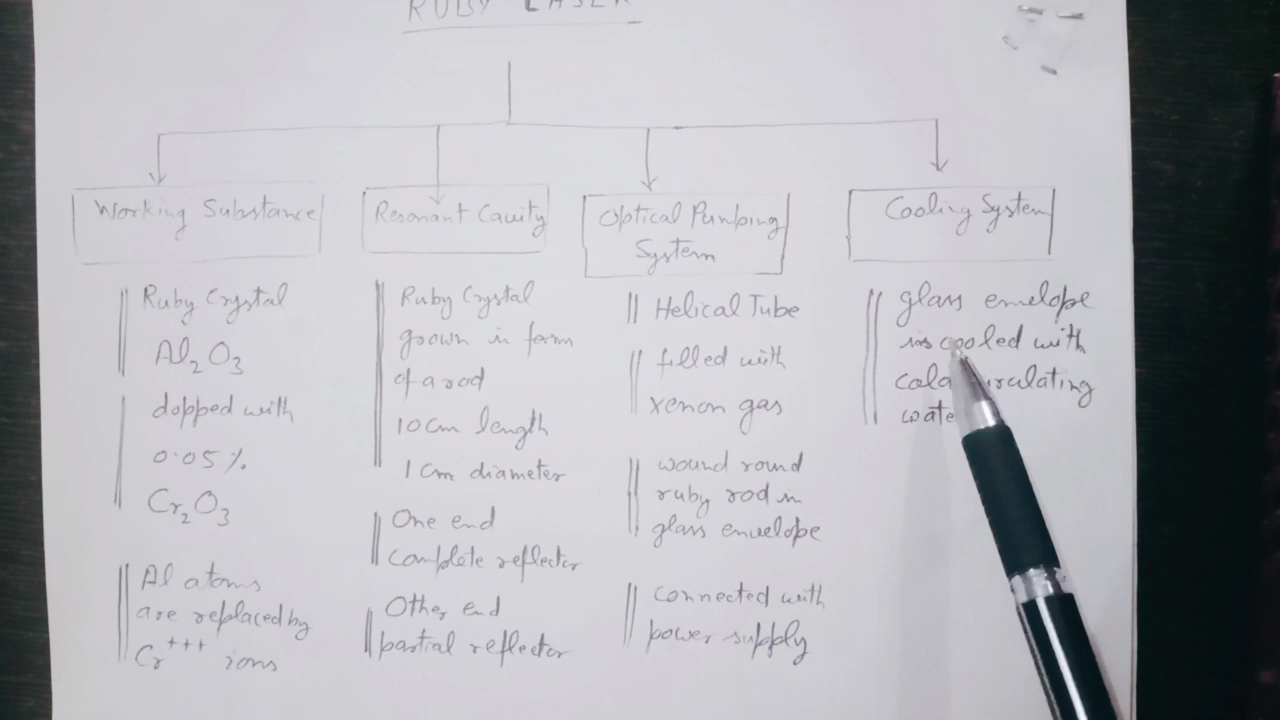 RUBY LASER
Working Substance
Ruby Crystal
Al2O3
dopped with
0.05%
Cr2O3
Al atoms
are replaced by
Cr+++ ions
Resonant Cavity
Ruby Crystal
grown in form
of a rod
10cm length
1cm diameter
One end
complete reflector
Other end
partial reflector
Optical Pumping
System
Helical Tube
filled with
xenon gas
wound round
ruby rod in
glass envelope
connected with
power supply
Cooling System
glass envelope
is cooled with